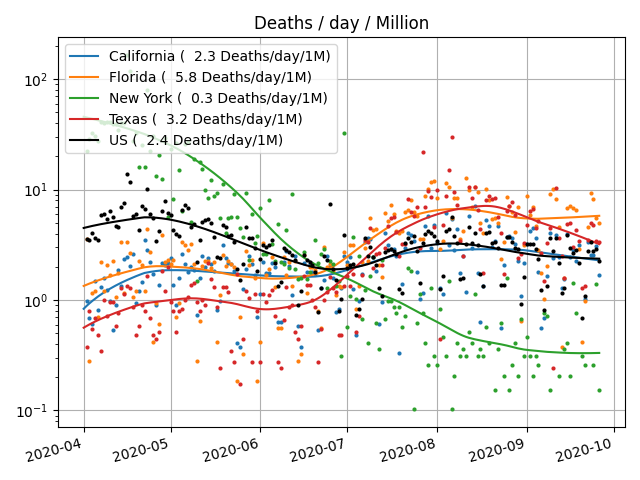 Deaths / day / Million
California (  2.3 Deaths/day/1M)
Florida (  5.8 Deaths/day/1M)
New York (  0.3 Deaths/day/1M)
Texas (  3.2 Deaths/day/1M)
US (  2.4 Deaths/day/1M)
10²
10¹
10⁰
10⁻¹
2020-04 2020-05 2020-06 2020-07 2020-08 2020-09 2020-10